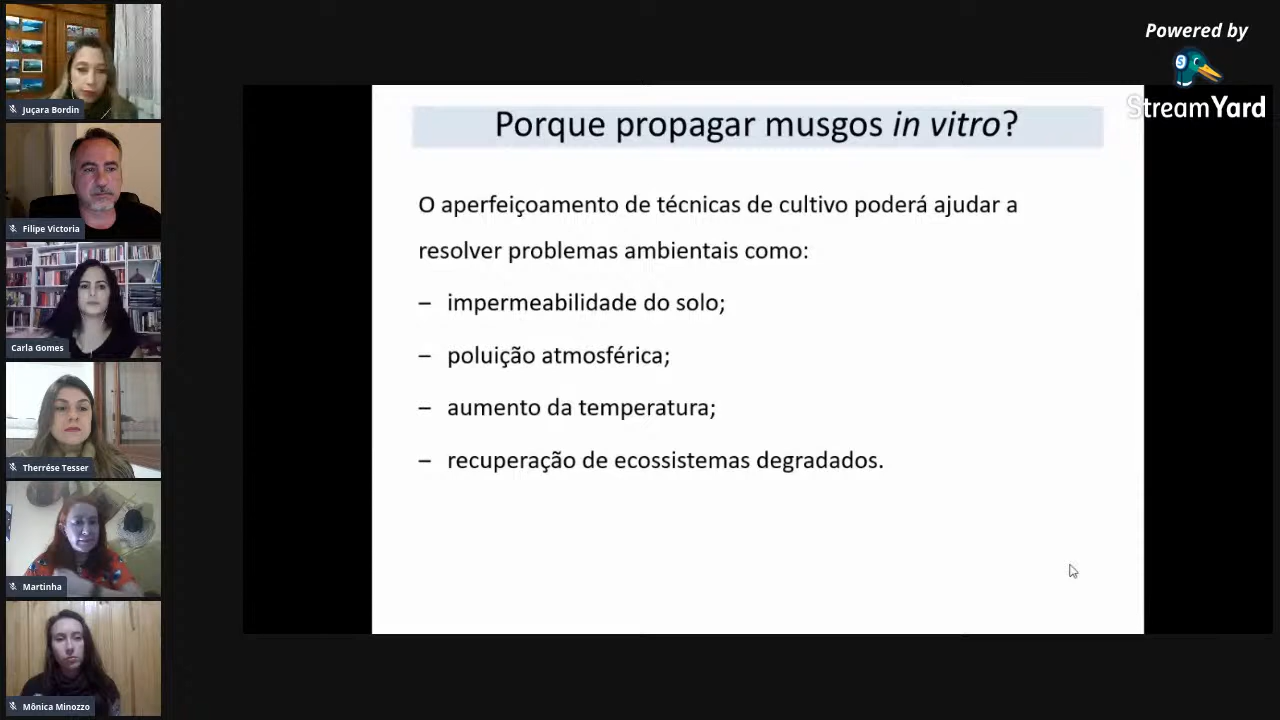 Juçara Bordin
Filipe Victoria
Carla Gomes
Therrése Tesser
Martinha
Mônica Minozzo
Porque propagar musgos in vitro?
O aperfeiçoamento de técnicas de cultivo poderá ajudar a
resolver problemas ambientais como:
– impermeabilidade do solo;
– poluição atmosférica;
– aumento da temperatura;
– recuperação de ecossistemas degradados.
Powered by
S
StreamYard